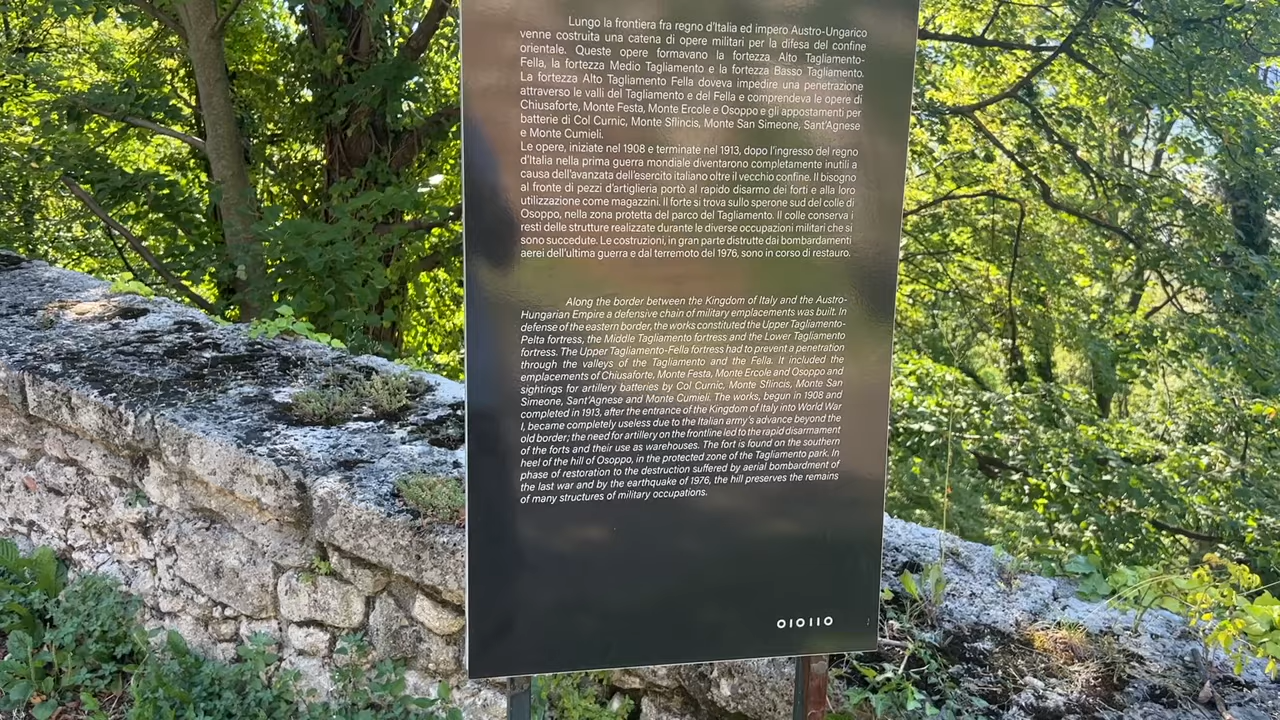 Lungo la frontiera fra regno d'Italia ed impero Austro-Ungarico
venne costruita una catena di opere militari per la difesa del confine
orientale. Queste opere formavano la fortezza Alto Tagliamento-
Fella, la fortezza Medio Tagliamento e la fortezza Basso Tagliamento.
La fortezza Alto Tagliamento Fella doveva impedire una penetrazione
attraverso le valli del Tagliamento e del Fella e comprendeva le opere di
Chiusaforte, Monte Festa, Monte Ercole e Osoppo e gli appostamenti per
batterie di Col Curnic, Monte Sflincis, Monte San Simeone, Sant'Agnese
e Monte Cumieli.
Le opere, iniziate nel 1908 e terminate nel 1913, dopo l'ingresso del regno
d'Italia nella prima guerra mondiale diventarono completamente inutili a
causa dell'avanzata dell'esercito italiano oltre il vecchio confine. Il bisogno
al fronte di pezzi d'artiglieria portò al rapido disarmo dei forti e alla loro
utilizzazione come magazzini. Il forte si trova sullo sperone sud del colle di
Osoppo, nella zona protetta del parco del Tagliamento. Il colle conserva i
resti delle strutture realizzate durante le diverse occupazioni militari che si
sono succedute. Le costruzioni, in gran parte distrutte dai bombardamenti
aerei dell'ultima guerra e dal terremoto del 1976, sono in corso di restauro.
Along the border between the Kingdom of Italy and the Austro-
Hungarian Empire a defensive chain of military emplacements was built. In
defense of the eastern border, the works constituted the Upper Tagliamento-
Pelta fortress, the Middle Tagliamento fortress and the Lower Tagliamento
fortress. The Upper Tagliamento-Fella fortress had to prevent a penetration
through the valleys of the Tagliamento and the Fella. It included the
emplacements of Chiusaforte, Monte Festa, Monte Ercole and Osoppo and
sightings for artillery batteries by Col Curnic, Monte Sflincis, Monte San
Simeone, Sant'Agnese and Monte Cumieli. The works, begun in 1908 and
completed in 1913, after the entrance of the Kingdom of Italy into World War
I, became completely useless due to the Italian army's advance beyond the
old border; the need for artillery on the frontline led to the rapid disarmament
of the forts and their use as warehouses. The fort is found on the southern
heel of the hill of Osoppo, in the protected zone of the Tagliamento park. In
phase of restoration to the destruction suffered by aerial bombardment of
the last war and by the earthquake of 1976, the hill preserves the remains
of many structures of military occupations.
010110